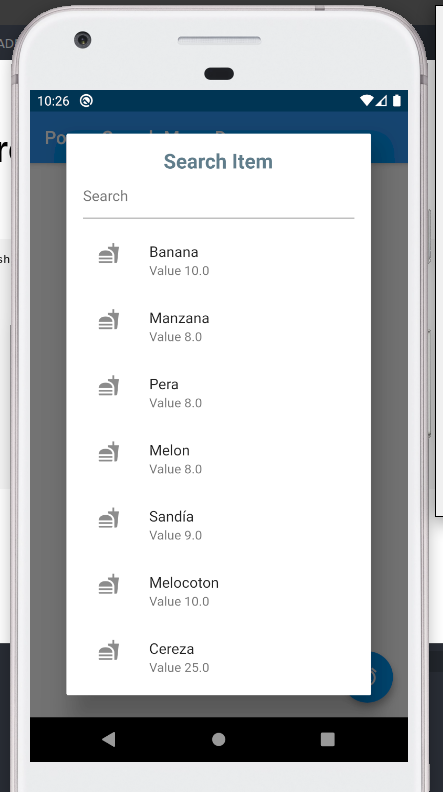 10:26
Search Item
Search
Banana
Value 10.0
Manzana
Value 8.0
Pera
Value 8.0
Melon
Value 8.0
Sandía
Value 9.0
Melocoton
Value 10.0
Cereza
Value 25.0